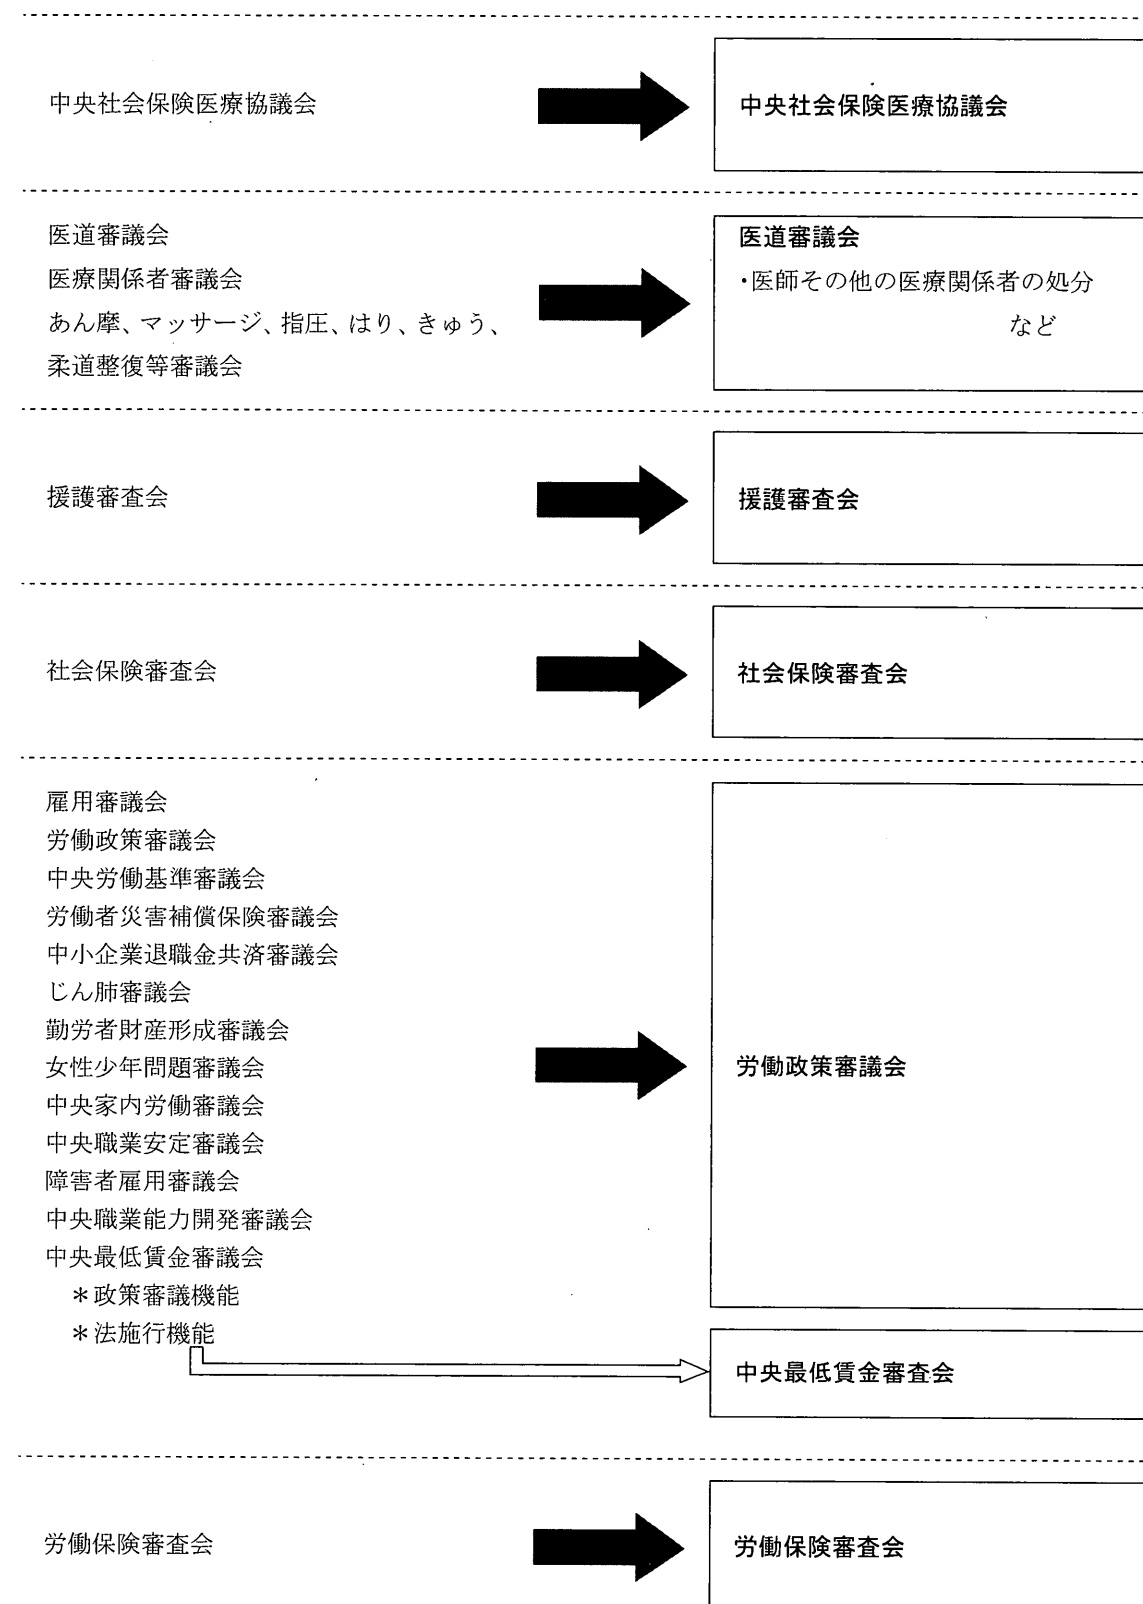 中央社会保険医療協議会
中央社会保険医療協議会
医道審議会
医療関係者審議会
あん摩、マッサージ、指圧、はり、きゅう、
柔道整復等審議会
医道審議会
・医師その他の医療関係者の処分
など
援護審査会
援護審査会
社会保険審査会
社会保険審査会
雇用審議会
労働政策審議会
中央労働基準審議会
労働者災害補償保険審議会
中小企業退職金共済審議会
じん肺審議会
勤労者財産形成審議会
女性少年問題審議会
中央家内労働審議会
中央職業安定審議会
障害者雇用審議会
中央職業能力開発審議会
中央最低賃金審議会
＊政策審議機能
＊法施行機能
労働政策審議会
中央最低賃金審査会
労働保険審査会
労働保険審査会